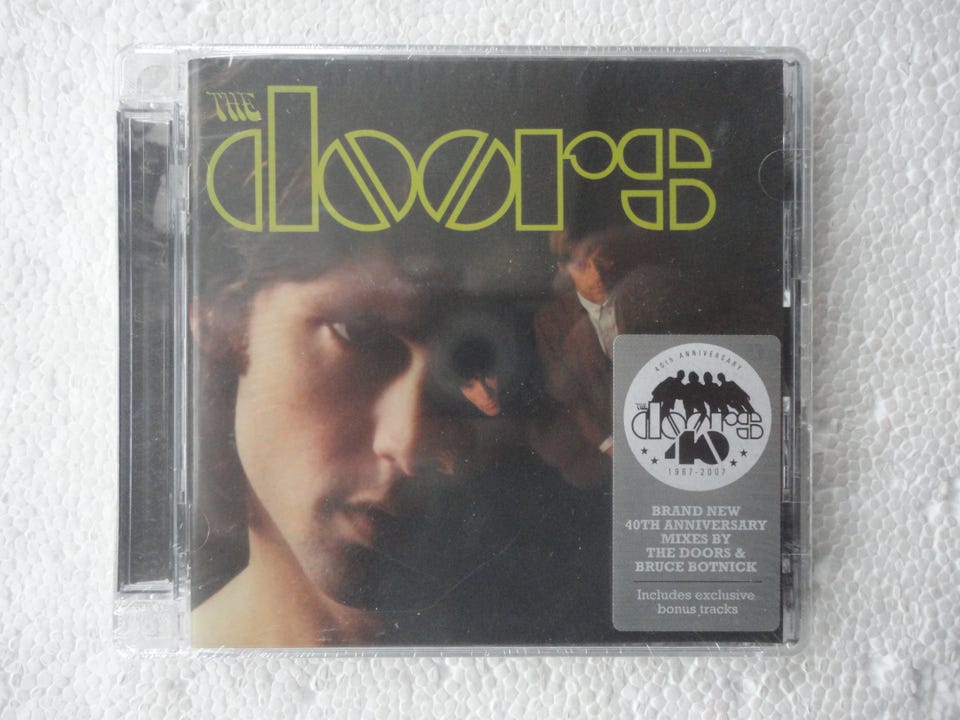 THE
doors
40th ANNIVERSARY
THE
doors
40
1967-2007
BRAND NEW
40TH ANNIVERSARY
MIXES BY
THE DOORS &
BRUCE BOTNICK
Includes exclusive
bonus tracks